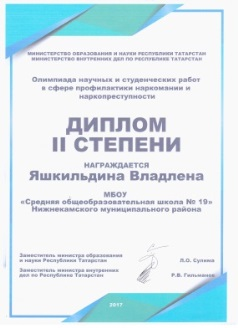 МИНИСТЕРСТВО ОБРАЗОВАНИЯ И НАУКИ РЕСПУБЛИКИ ТАТАРСТАН
МИНИСТЕРСТВО ВНУТРЕННИХ ДЕЛ ПО РЕСПУБЛИКЕ ТАТАРСТАН
Олимпиада научных и студенческих работ
в сфере профилактики наркомании и
наркопреступности
ДИПЛОМ
II СТЕПЕНИ
НАГРАЖДАЕТСЯ
Яшкильдина Владлена
МБОУ
«Средняя общеобразовательная школа № 19»
Нижнекамского муниципального района
Заместитель министра образования
и науки Республики Татарстан
Л.О. Сулима
Заместитель министра внутренних
дел по Республике Татарстан
Р.В. Гильманов
2017